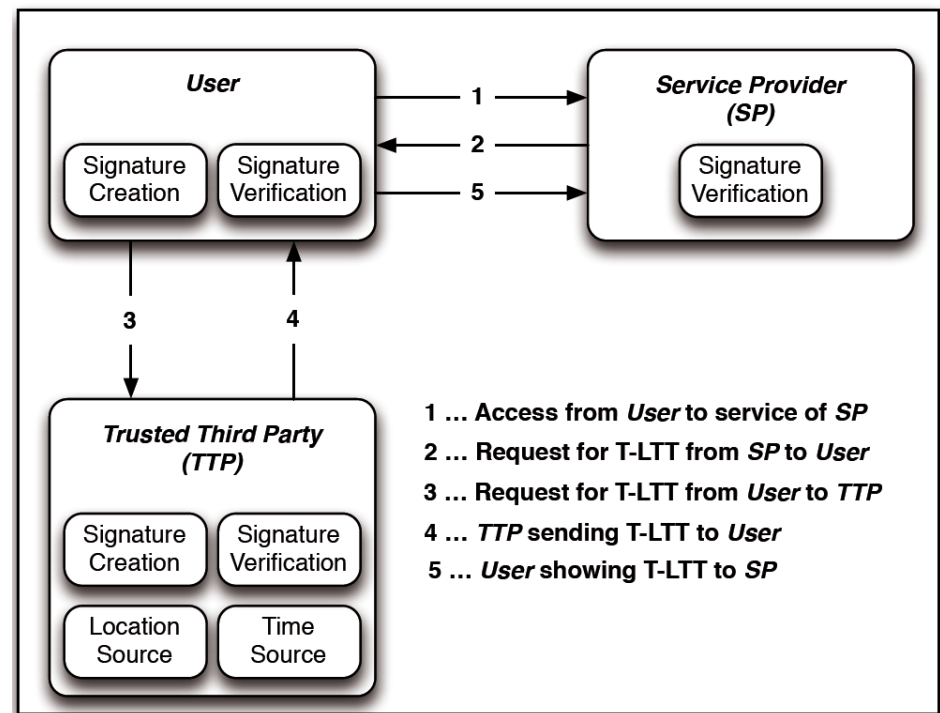 User
Signature
Creation
Signature
Verification
1
2
5
Service Provider
(SP)
Signature
Verification
3
4
Trusted Third Party
(TTP)
Signature
Creation
Signature
Verification
Location
Source
Time
Source
1 ... Access from User to service of SP
2 ... Request for T-LTT from SP to User
3 ... Request for T-LTT from User to TTP
4 ... TTP sending T-LTT to User
5 ... User showing T-LTT to SP